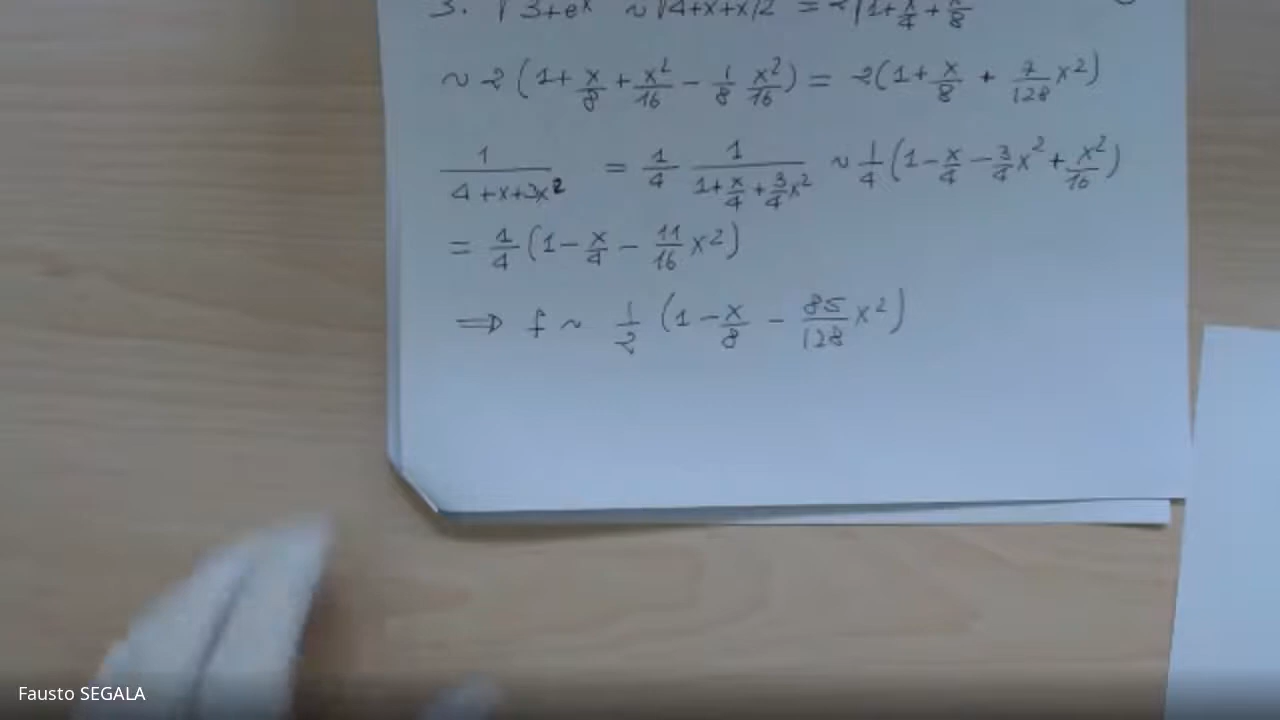 3. √3+eˣ ~ √4+x+x²/2 = 2√1+x/4+x²/8
~ 2 (1+x/8+x²/16 - 1/8 x²/16) = 2(1+x/8 + 7/128 x²)
1/(4+x+3x²) = 1/4 1/(1+x/4+3/4x²) ~ 1/4 (1-x/4-3/4x²+x²/16)
= 1/4 (1-x/4 - 11/16 x²)
⇒ f ~ 1/2 (1-x/8 - 85/128 x²)
Fausto SEGALA